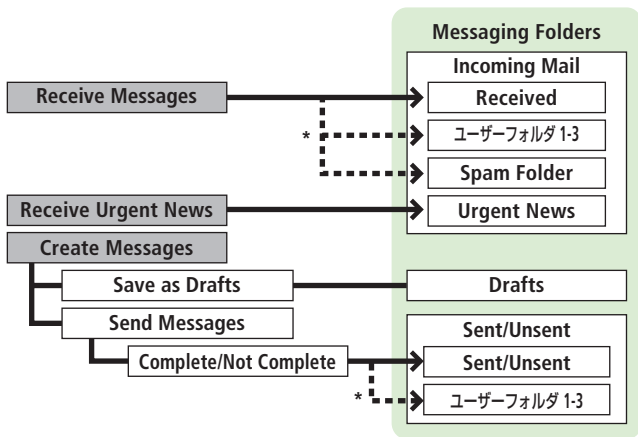 Messaging Folders
Incoming Mail
Receive Messages
Received
*
ユーザーフォルダ 1-3
Spam Folder
Receive Urgent News
Urgent News
Create Messages
Save as Drafts
Drafts
Send Messages
Sent/Unsent
Complete/Not Complete
Sent/Unsent
*
ユーザーフォルダ 1-3